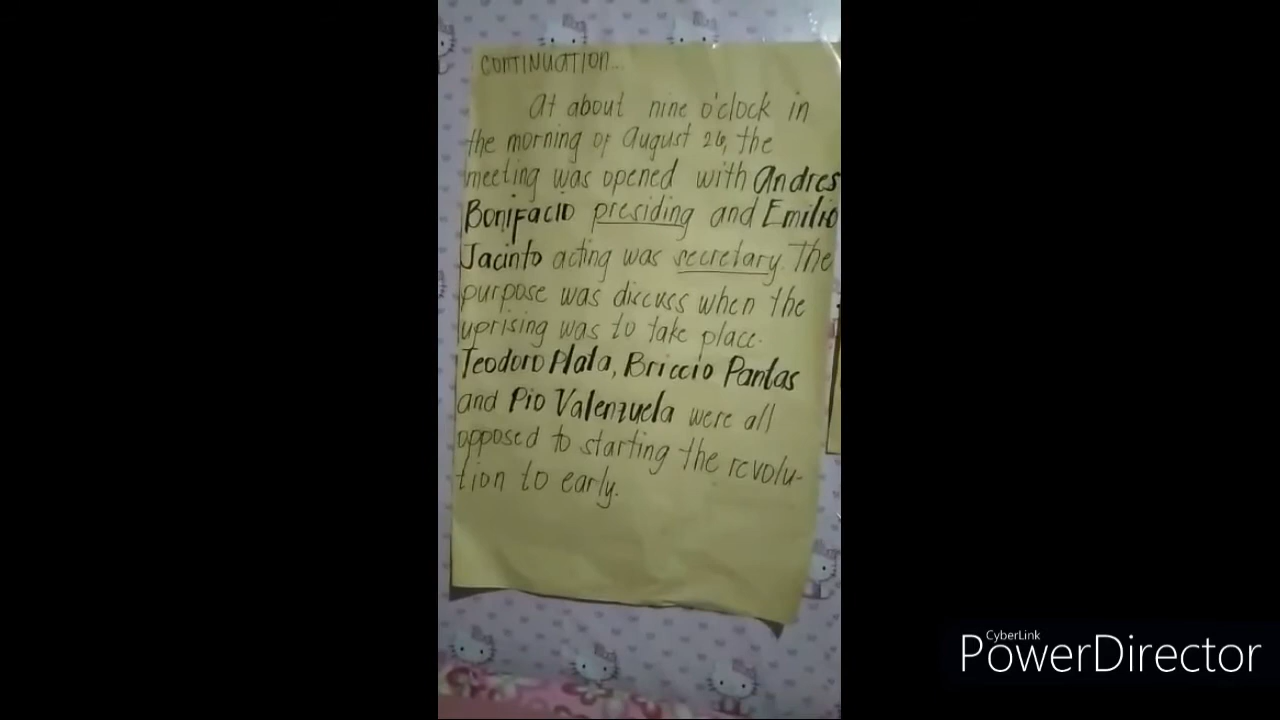 CONTINUATION...
At about nine o'clock in
the morning of August 26, the
meeting was opened with Andres
Bonifacio presiding and Emilio
Jacinto acting was secretary. The
purpose was discuss when the
uprising was to take place.
Teodoro Plata, Briccio Pantas
and Pio Valenzuela were all
opposed to starting the revolu-
tion to early.
CyberLink
PowerDirector